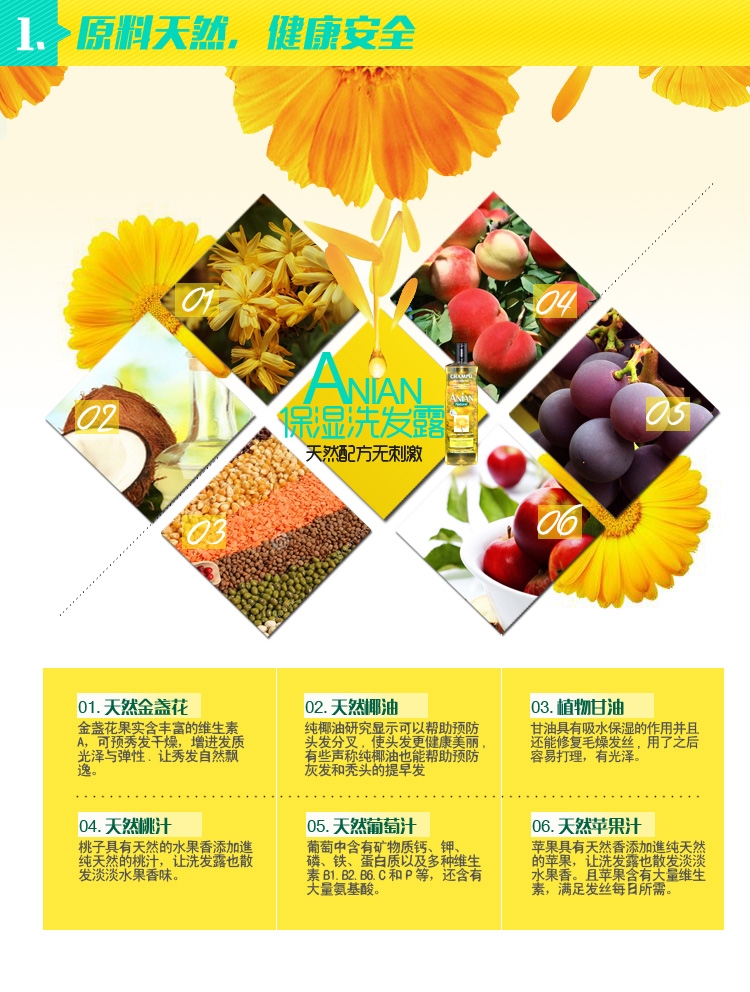 1. 原料天然，健康安全
01
04
02
05
03
06
ANIAN
保湿洗发露
天然配方无刺激
CHAMPÚ
ANIAN
01. 天然金盏花
金盏花果实含丰富的维生素
A，可预秀发干燥，增进发质
光泽与弹性．让秀发自然飘
逸。
02. 天然椰油
纯椰油研究显示可以帮助预防
头发分叉﹐使头发更健康美丽﹐
有些声称纯椰油也能帮助预防
灰发和秃头的提早发
03. 植物甘油
甘油具有吸水保湿的作用并且
还能修复毛燥发丝﹐用了之后
容易打理，有光泽。
04. 天然桃汁
桃子具有天然的水果香添加進
纯天然的桃汁，让洗发露也散
发淡淡水果香味。
05. 天然葡萄汁
葡萄中含有矿物质钙、钾、
磷、铁、蛋白质以及多种维生
素 B1. B2. B6. C 和 P 等，还含有
大量氨基酸。
06. 天然苹果汁
苹果具有天然香添加進纯天然
的苹果，让洗发露也散发淡淡
水果香。且苹果含有大量维生
素，满足发丝每日所需。